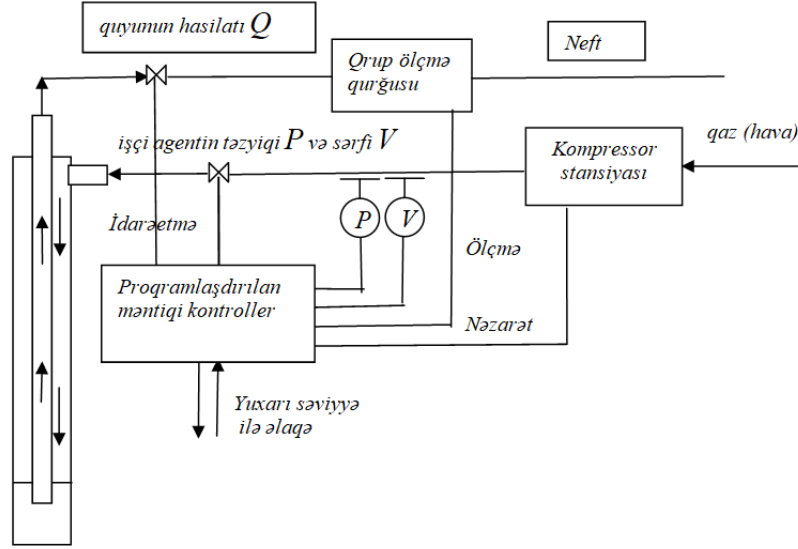 quyunun hasilatı Q
Qrup ölçmə
qurğusu
Neft
işçi agentin təzyiqi P və sərfi V
Kompressor
stansiyası
qaz (hava)
P
V
İdarəetmə
Ölçmə
Proqramlaşdırılan
məntiqi kontroller
Nəzarət
Yuxarı səviyyə
ilə əlaqə